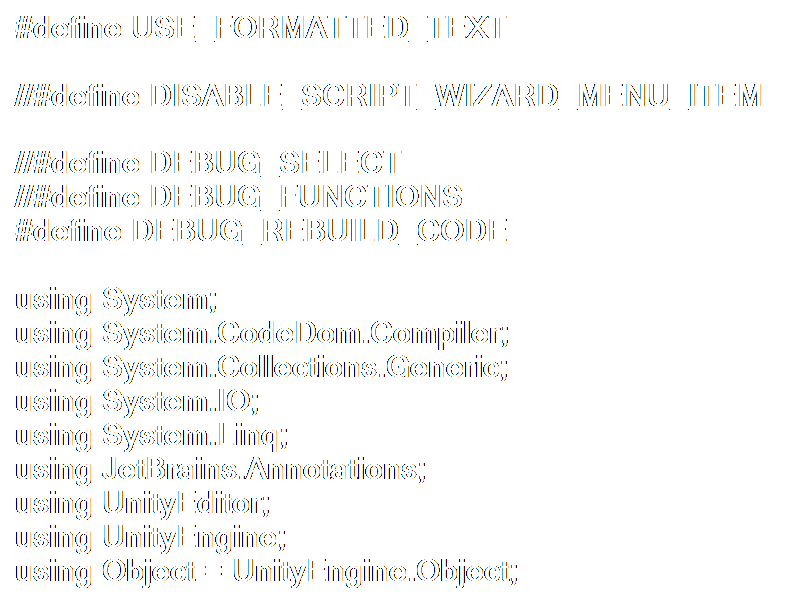 #define USE_FORMATTED_TEXT
//#define DISABLE_SCRIPT_WIZARD_MENU_ITEM
//#define DEBUG_SELECT
//#define DEBUG_FUNCTIONS
#define DEBUG_REBUILD_CODE
using System;
using System.CodeDom.Compiler;
using System.Collections.Generic;
using System.IO;
using System.Linq;
using JetBrains.Annotations;
using UnityEditor;
using UnityEngine;
using Object = UnityEngine.Object;